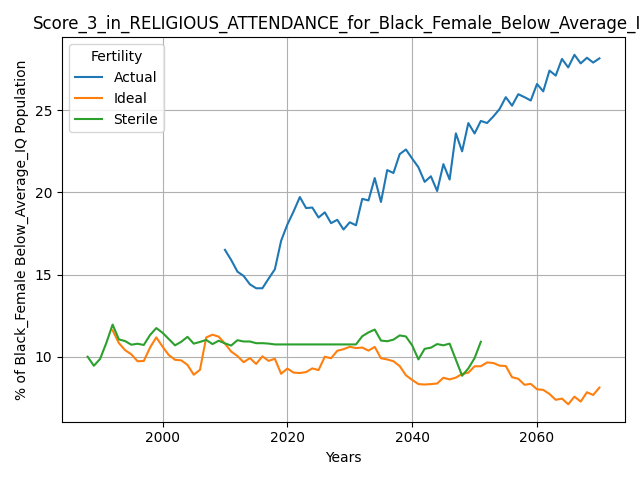 Score_3_in_RELIGIOUS_ATTENDANCE_for_Black_Female_Below_Average_I
Fertility
Actual
Ideal
Sterile
% of Black_Female Below_Average_IQ Population
25
20
15
10
2000 2020 2040 2060
Years